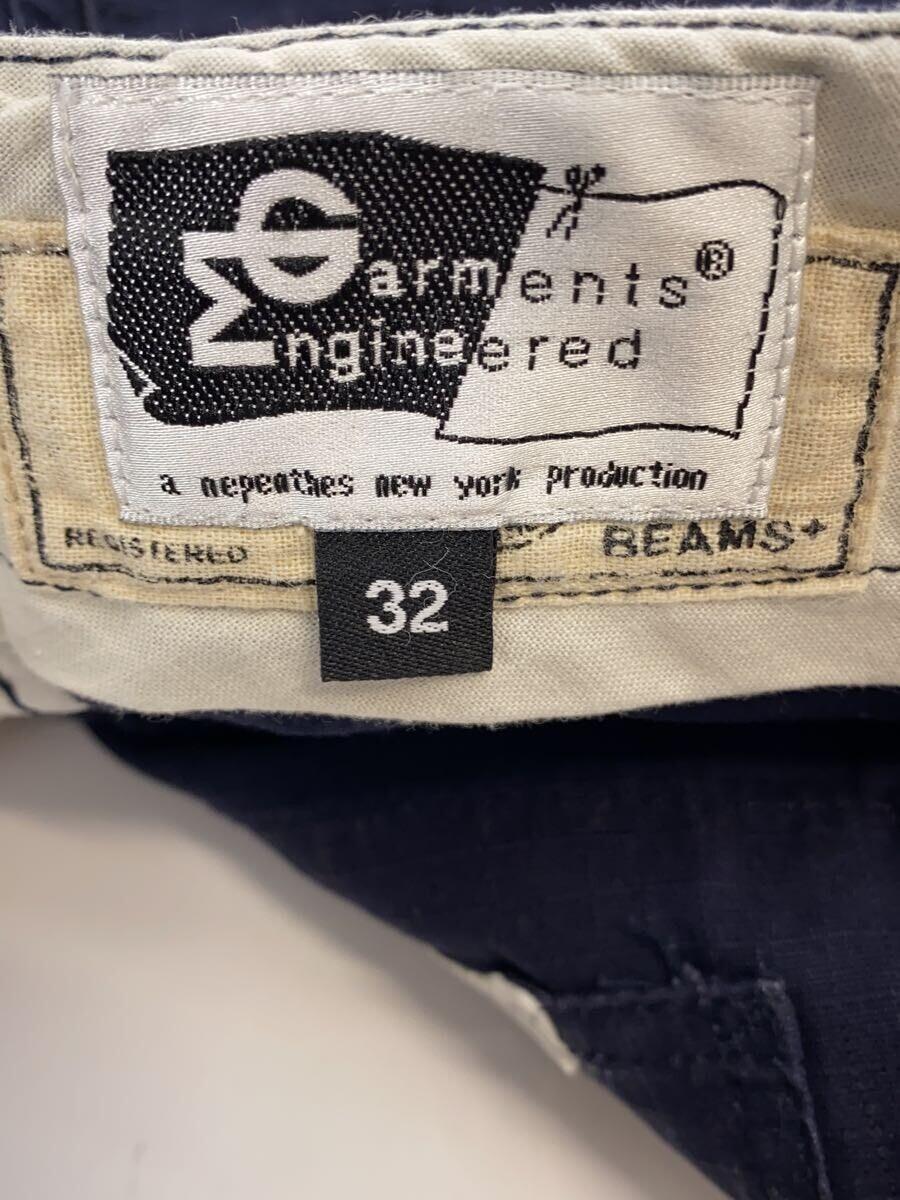 Garments®
Engineered
a nepenthes new york production
REGISTERED
BEAMS+
32